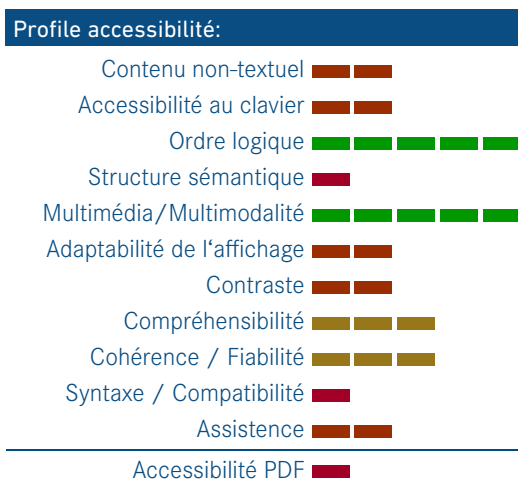 Profile accessibilité:
Contenu non-textuel
Accessibilité au clavier
Ordre logique
Structure sémantique
Multimédia/Multimodalité
Adaptabilité de l‘affichage
Contraste
Compréhensibilité
Cohérence / Fiabilité
Syntaxe / Compatibilité
Assistence
Accessibilité PDF